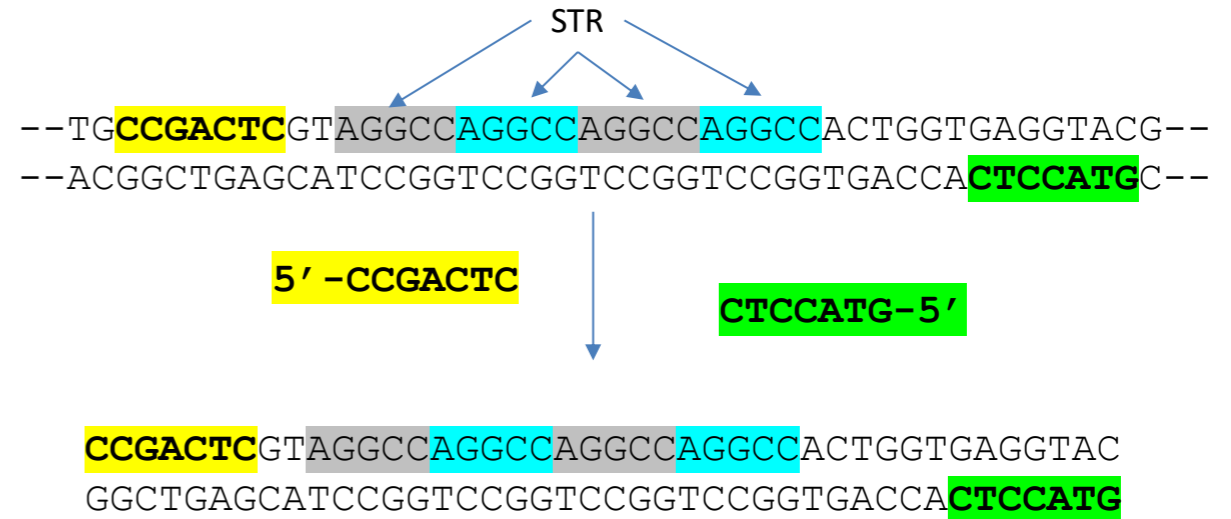 STR
--TGCCGACTCGTAGGCCAGGCCAGGCCAGGCCACTGGTGAGGTACG--
--ACGGCTGAGCATCCGGTCCGGTCCGGTCCGGTGACCACTCCATGC--
5′-CCGACTC
CTCCATG-5′
CCGACTCGTAGGCCAGGCCAGGCCAGGCCACTGGTGAGGTAC
GGCTGAGCATCCGGTCCGGTCCGGTCCGGTGACCACTCCATG